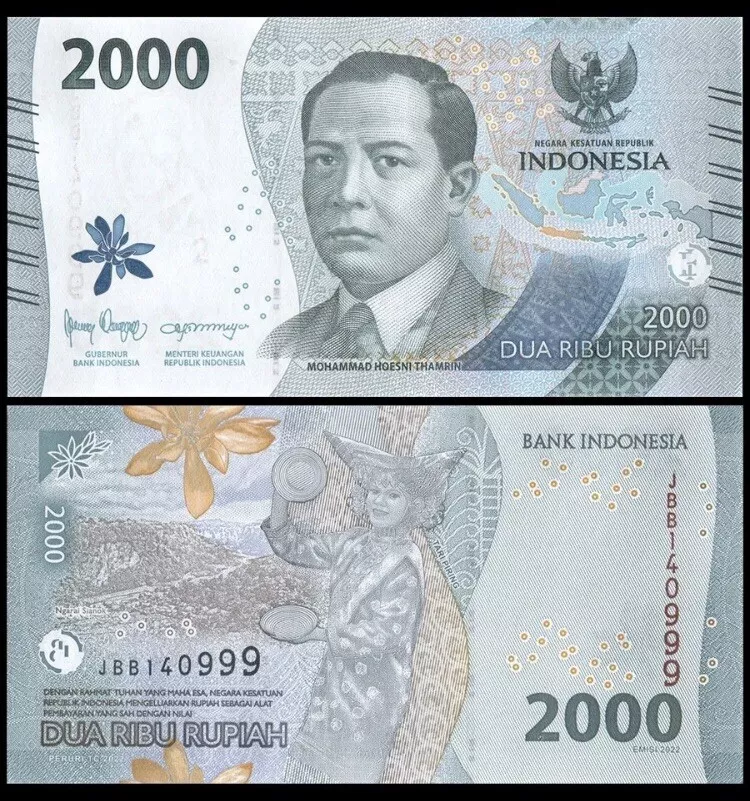 2000
NEGARA KESATUAN REPUBLIK
INDONESIA
GUBERNUR
BANK INDONESIA
MENTERI KEUANGAN
REPUBLIK INDONESIA
MOHAMMAD HOESNI THAMRIN
2000
DUA RIBU RUPIAH
BANK INDONESIA
JBB140999
2000
TARI PIRING
Ngarai Sianok
JBB140999
DENGAN RAHMAT TUHAN YANG MAHA ESA, NEGARA KESATUAN
REPUBLIK INDONESIA MENGELUARKAN RUPIAH SEBAGAI ALAT
PEMBAYARAN YANG SAH DENGAN NILAI
DUA RIBU RUPIAH
2000
EMISI 2022